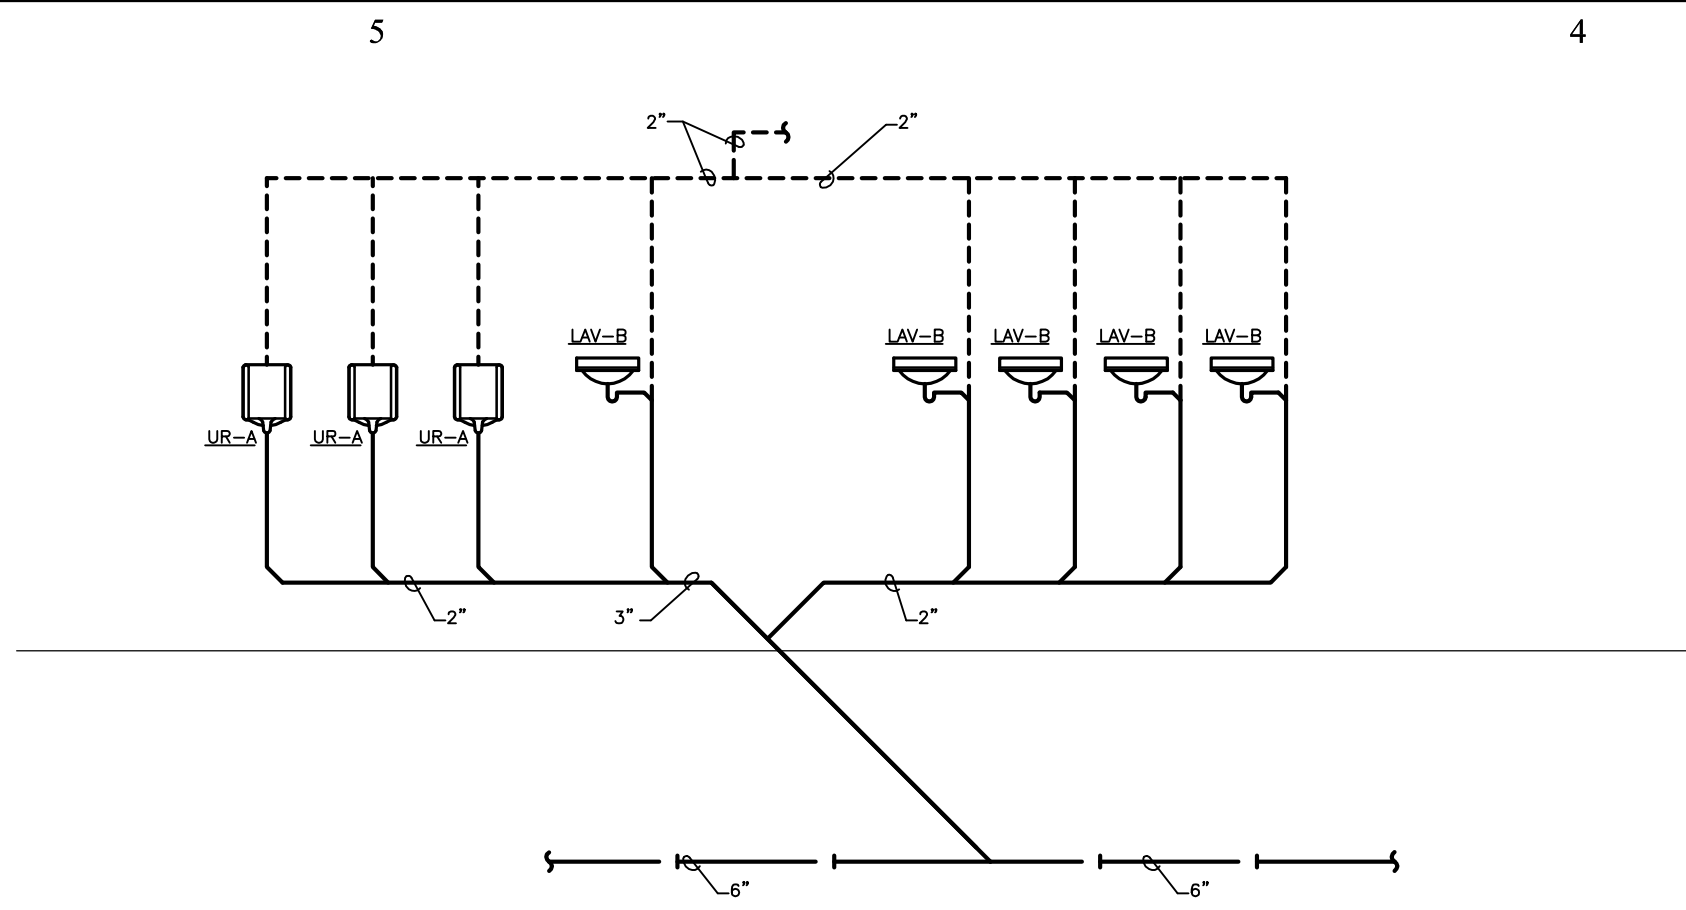 5 4
2” 2”
LAV-B LAV-B LAV-B LAV-B LAV-B
UR-A UR-A UR-A
2” 3” 2”
6” 6”